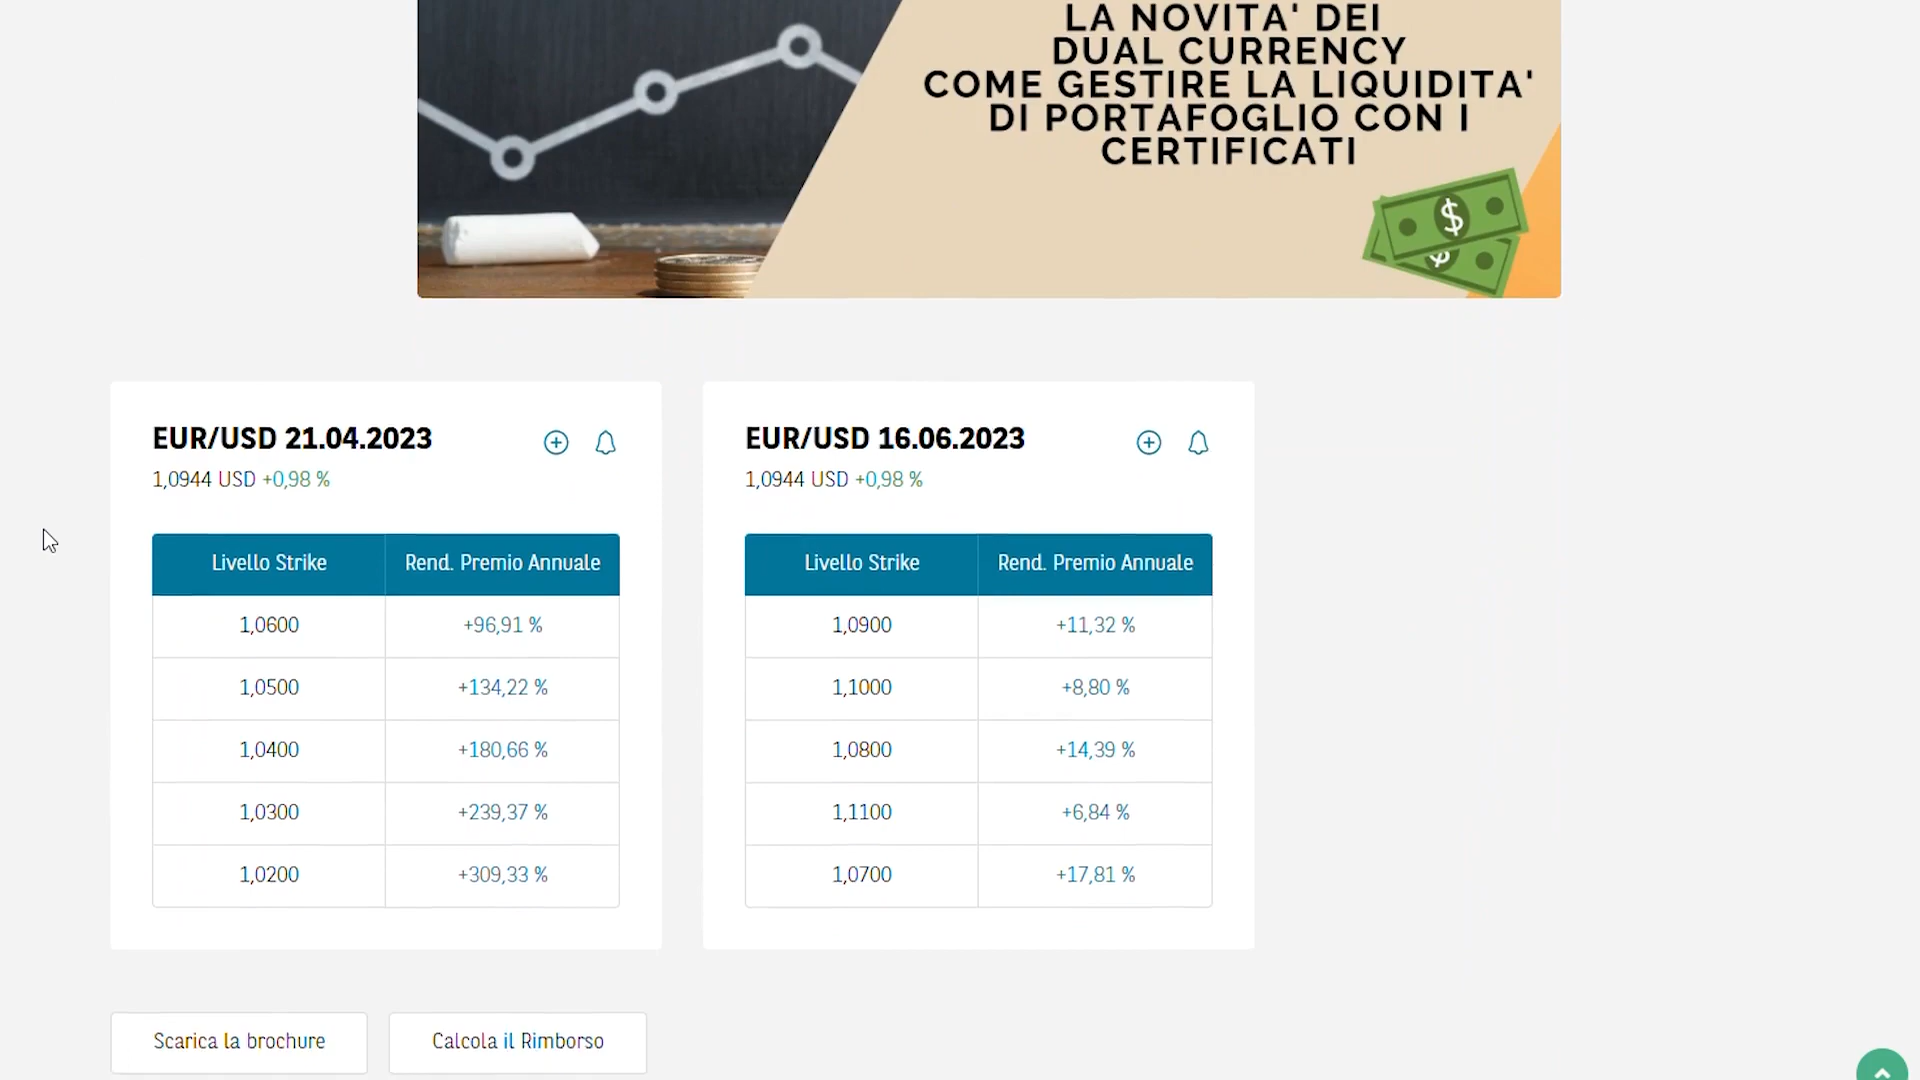 LA NOVITA' DEI
DUAL CURRENCY
COME GESTIRE LA LIQUIDITA'
DI PORTAFOGLIO CON I
CERTIFICATI
$
$
EUR/USD 21.04.2023
1,0944 USD +0,98 %
Livello Strike Rend. Premio Annuale
1,0600 +96,91 %
1,0500 +134,22 %
1,0400 +180,66 %
1,0300 +239,37 %
1,0200 +309,33 %
EUR/USD 16.06.2023
1,0944 USD +0,98 %
Livello Strike Rend. Premio Annuale
1,0900 +11,32 %
1,1000 +8,80 %
1,0800 +14,39 %
1,1100 +6,84 %
1,0700 +17,81 %
Scarica la brochure
Calcola il Rimborso